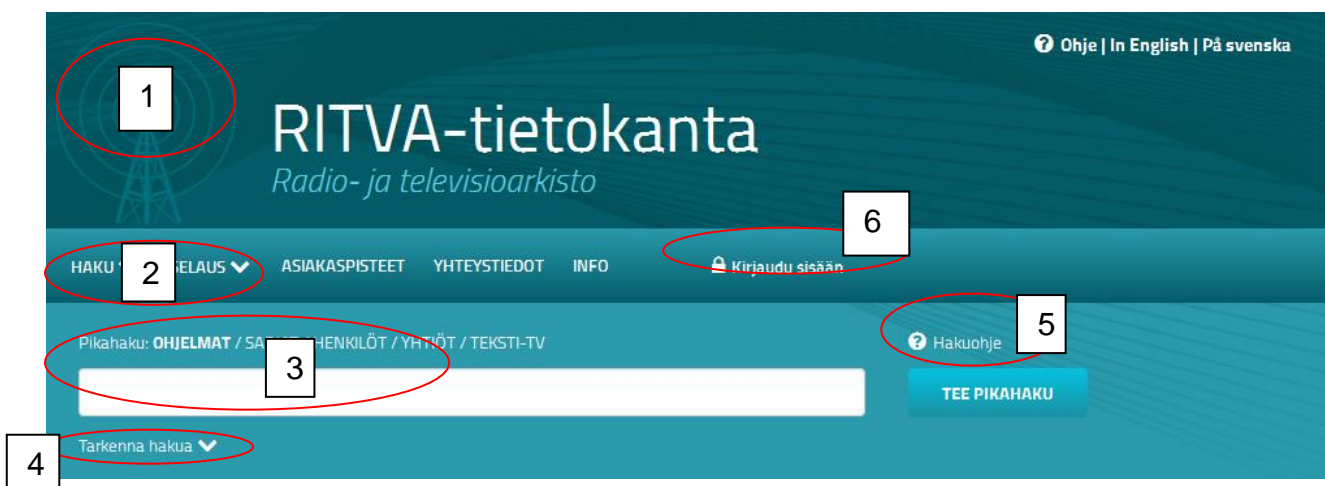 1
Ohje | In English | På svenska
RITVA-tietokanta
Radio- ja televisioarkisto
6
HAKU 2 SELAUS ASIAKASPISTEET YHTEYSTIEDOT INFO Kirjaudu sisään
5
Pikahaku: OHJELMAT / HENKILÖT / YHTIÖT / TEKSTI-TV Hakuohje
3
TEE PIKAHAKU
4 Tarkenna hakua